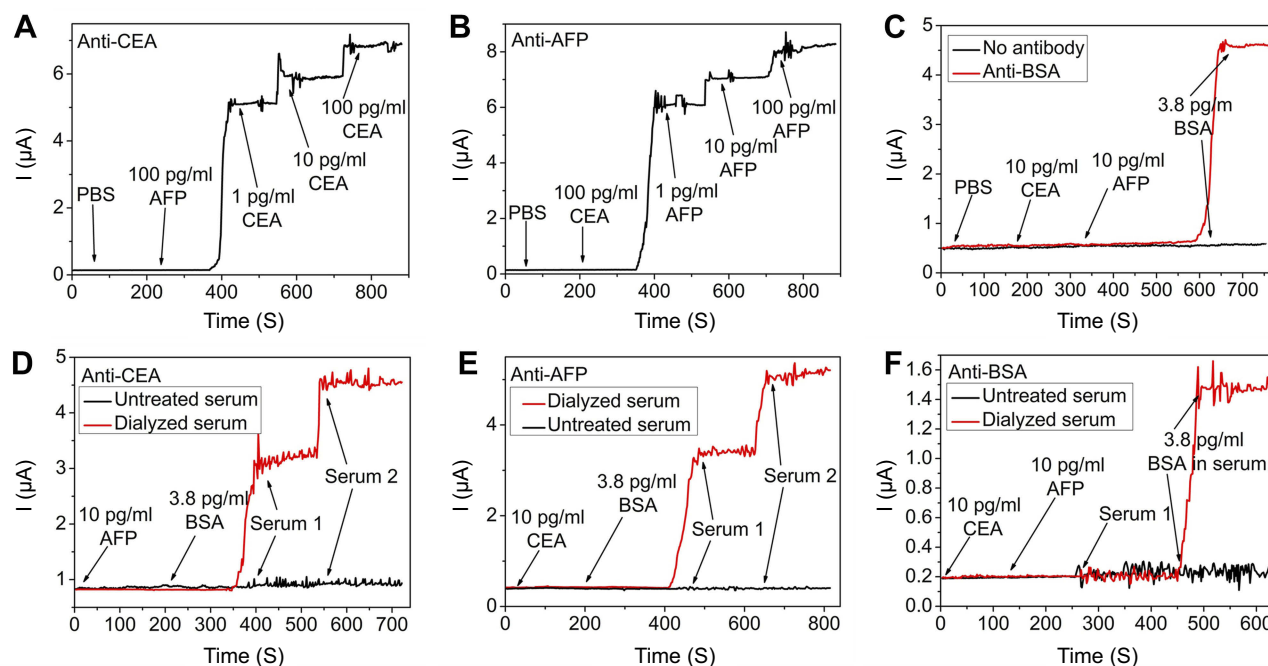 A
Anti-CEA
I (µA)
6
4
2
0
PBS
100 pg/ml
AFP
1 pg/ml
CEA
10 pg/ml
CEA
100 pg/ml
CEA
0 200 400 600 800
Time (S)
B
Anti-AFP
I (µA)
8
6
4
2
0
PBS
100 pg/ml
CEA
1 pg/ml
AFP
10 pg/ml
AFP
100 pg/ml
AFP
0 200 400 600 800
Time (S)
C
No antibody
Anti-BSA
I (µA)
5
4
3
2
1
0
PBS
10 pg/ml
CEA
10 pg/ml
AFP
3.8 pg/m
BSA
0 100 200 300 400 500 600 700
Time (S)
D
Anti-CEA
Untreated serum
Dialyzed serum
I (µA)
5
4
3
2
1
10 pg/ml
AFP
3.8 pg/ml
BSA
Serum 1
Serum 2
0 100 200 300 400 500 600 700
Time (S)
E
Anti-AFP
Dialyzed serum
Untreated serum
I (µA)
4
2
0
10 pg/ml
CEA
3.8 pg/ml
BSA
Serum 1
Serum 2
0 200 400 600 800
Time (S)
F
Anti-BSA
Untreated serum
Dialyzed serum
I (µA)
1.6
1.4
1.2
1.0
0.8
0.6
0.4
0.2
0.0
10 pg/ml
CEA
10 pg/ml
AFP
Serum 1
3.8 pg/ml
BSA in serum
0 100 200 300 400 500 600
Time (S)